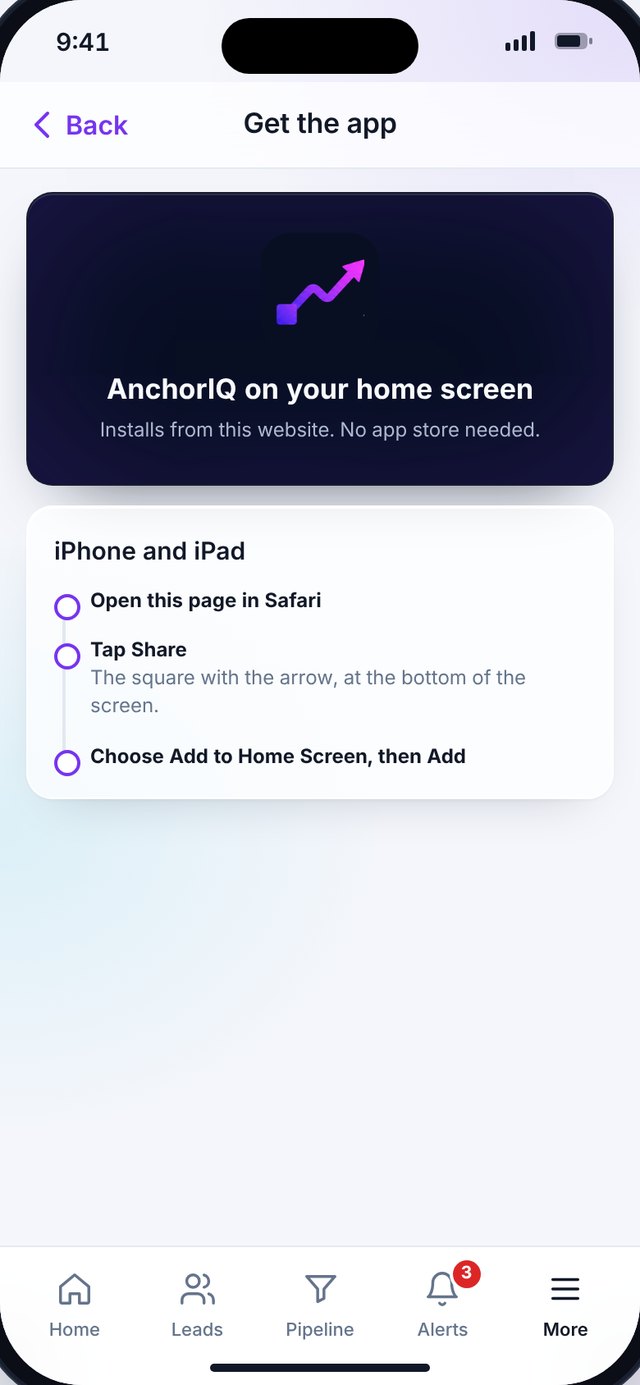 9:41
Back
Get the app
AnchorIQ on your home screen
Installs from this website. No app store needed.
iPhone and iPad
Open this page in Safari
Tap Share
The square with the arrow, at the bottom of the
screen.
Choose Add to Home Screen, then Add
3
Home
Leads
Pipeline
Alerts
More